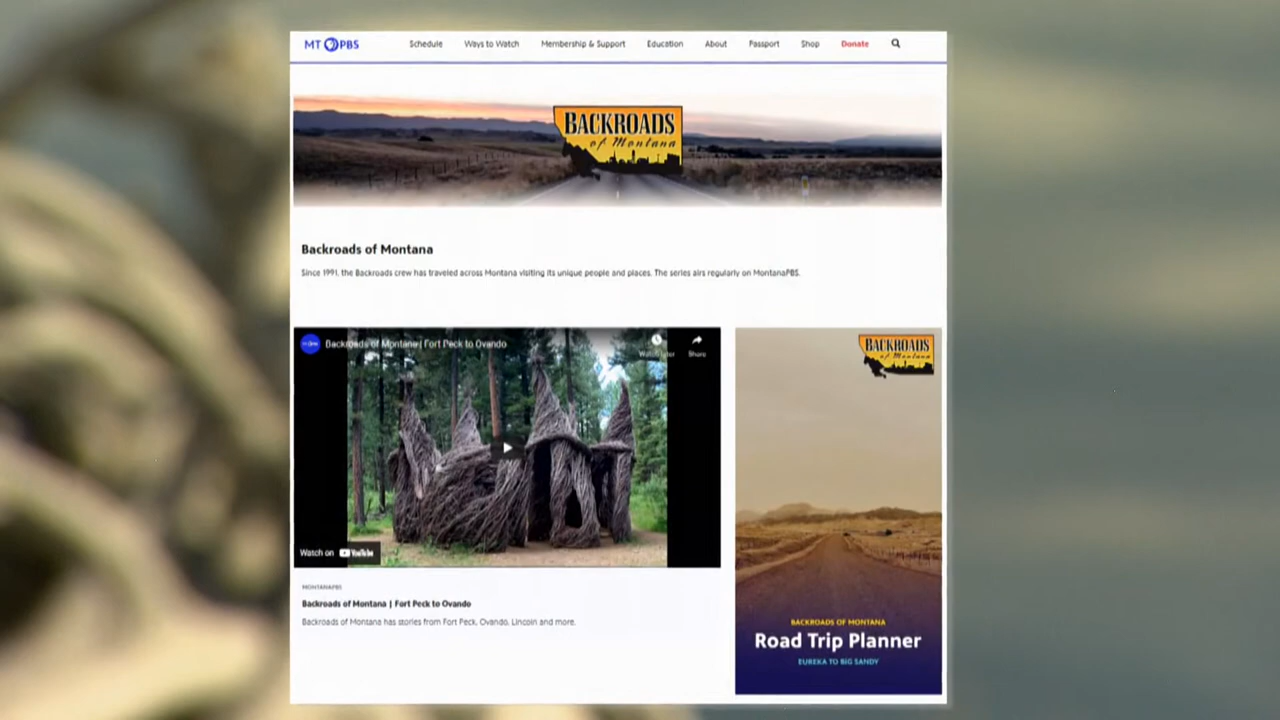 MT PBS
Schedule Ways to Watch Membership & Support Education About Passport Shop Donate
BACKROADS
of Montana
Backroads of Montana
Since 1991, the Backroads crew has traveled across Montana visiting its unique people and places. The series airs regularly on MontanaPBS.
Backroads of Montana | Fort Peck to Ovando
Watch later Share
Watch on YouTube
MONTANAPBS
Backroads of Montana | Fort Peck to Ovando
Backroads of Montana has stories from Fort Peck, Ovando, Lincoln and more.
BACKROADS
of Montana
BACKROADS OF MONTANA
Road Trip Planner
EUREKA TO BIG SANDY